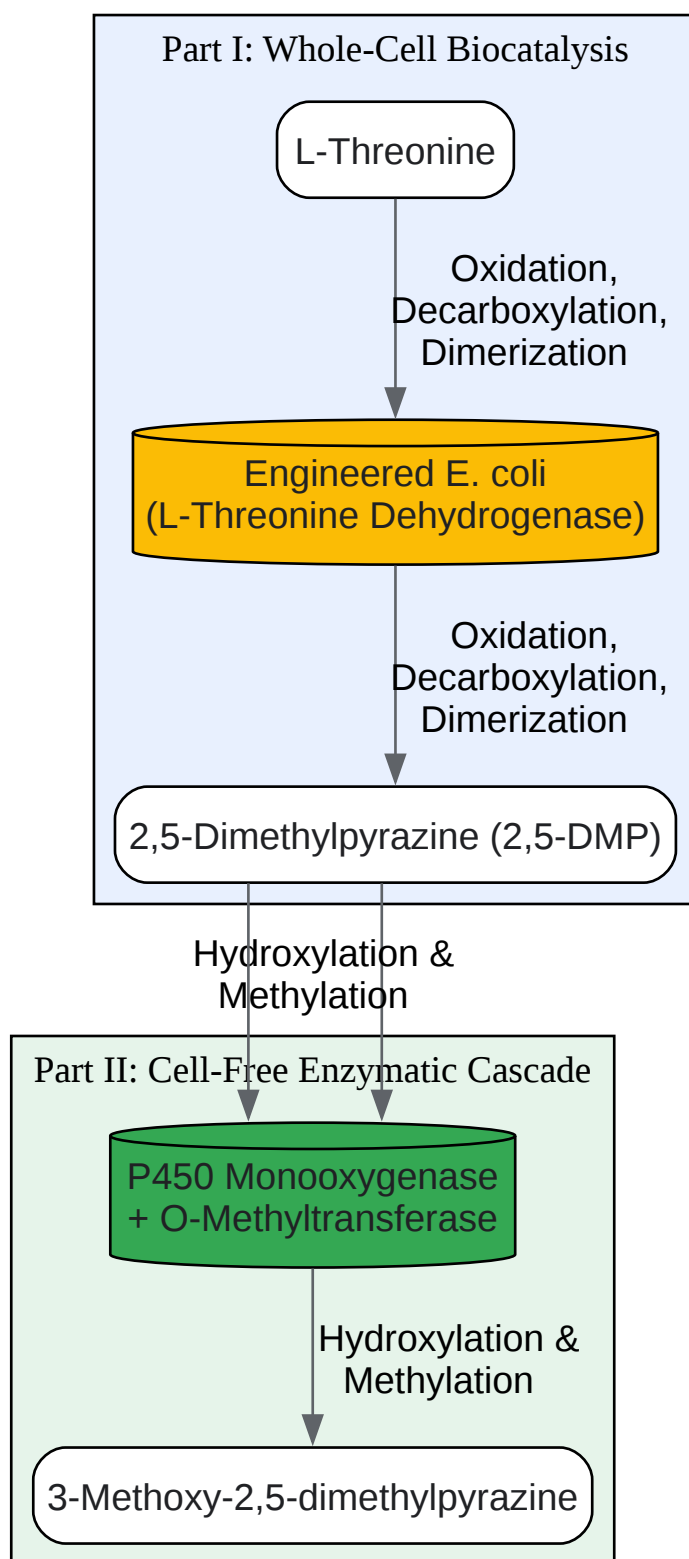 Part I: Whole-Cell Biocatalysis
L-Threonine
Oxidation,
Decarboxylation,
Dimerization
Engineered E. coli
(L-Threonine Dehydrogenase)
Oxidation,
Decarboxylation,
Dimerization
2,5-Dimethylpyrazine (2,5-DMP)
Hydroxylation &
Methylation
Part II: Cell-Free Enzymatic Cascade
P450 Monooxygenase
+ O-Methyltransferase
Hydroxylation &
Methylation
3-Methoxy-2,5-dimethylpyrazine